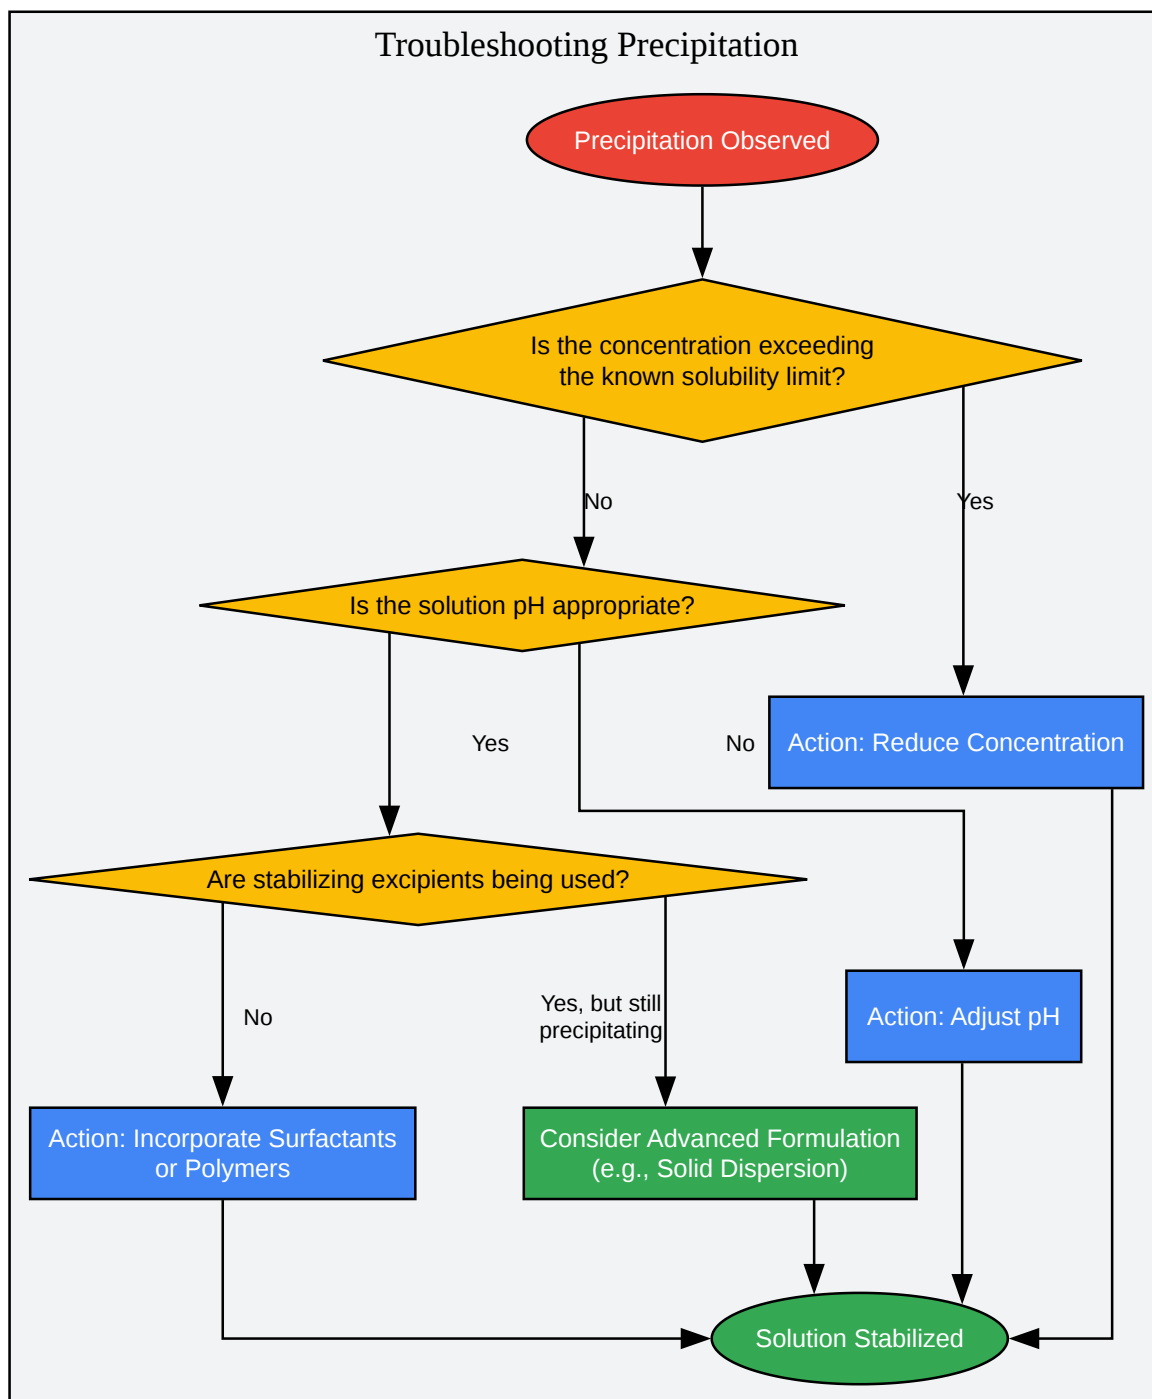 Troubleshooting Precipitation
Precipitation Observed
Is the concentration exceeding
the known solubility limit?
No
Yes
Is the solution pH appropriate?
Yes
No
Action: Reduce Concentration
Are stabilizing excipients being used?
No
Yes, but still
precipitating
Action: Adjust pH
Action: Incorporate Surfactants
or Polymers
Consider Advanced Formulation
(e.g., Solid Dispersion)
Solution Stabilized